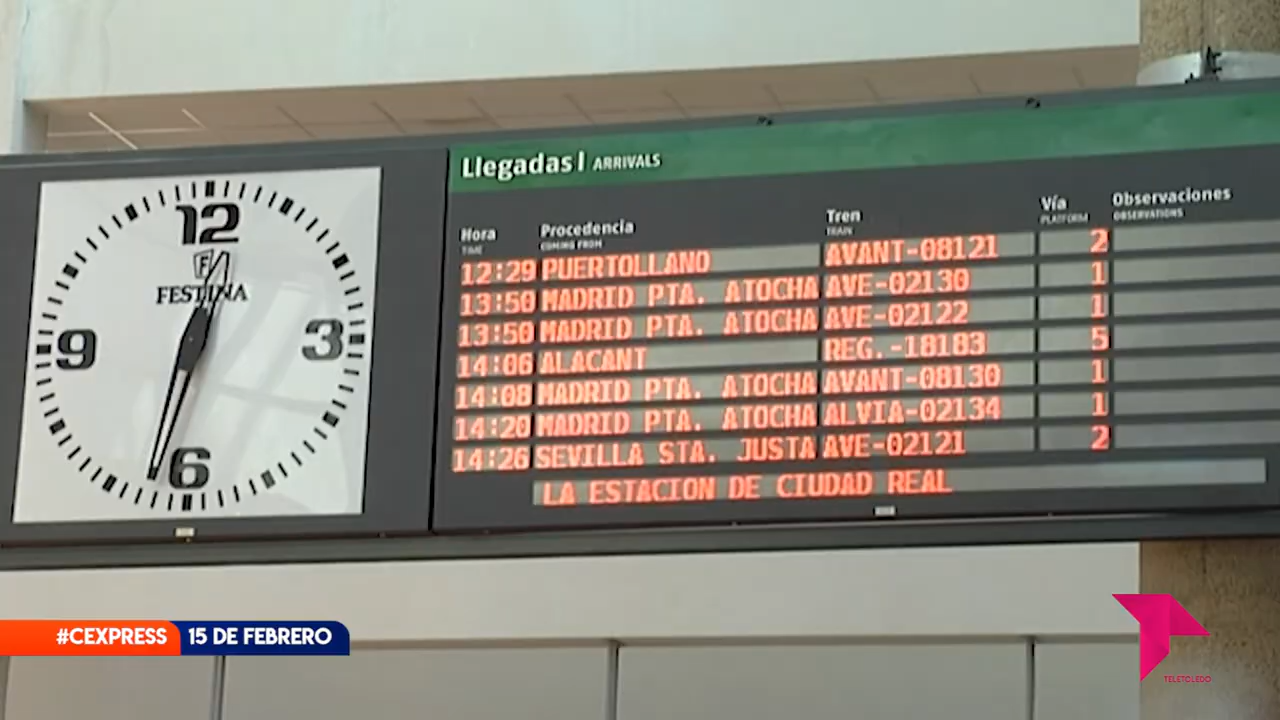 Llegadas | ARRIVALS
Hora Procedencia Tren Vía Observaciones
TIME COMING FROM TRAIN PLATFORM OBSERVATIONS
12:29 PUERTOLLANO AVANT-08121 2
13:50 MADRID PTA. ATOCHA AVE-02130 1
13:50 MADRID PTA. ATOCHA AVE-02122 1
14:06 ALACANT REG.-18183 5
14:08 MADRID PTA. ATOCHA AVANT-08130 1
14:20 MADRID PTA. ATOCHA ALVIA-02134 1
14:26 SEVILLA STA. JUSTA AVE-02121 2
LA ESTACION DE CIUDAD REAL
12
F
FESTINA
9 3
6
#CEXPRESS 15 DE FEBRERO
TELETOLEDO